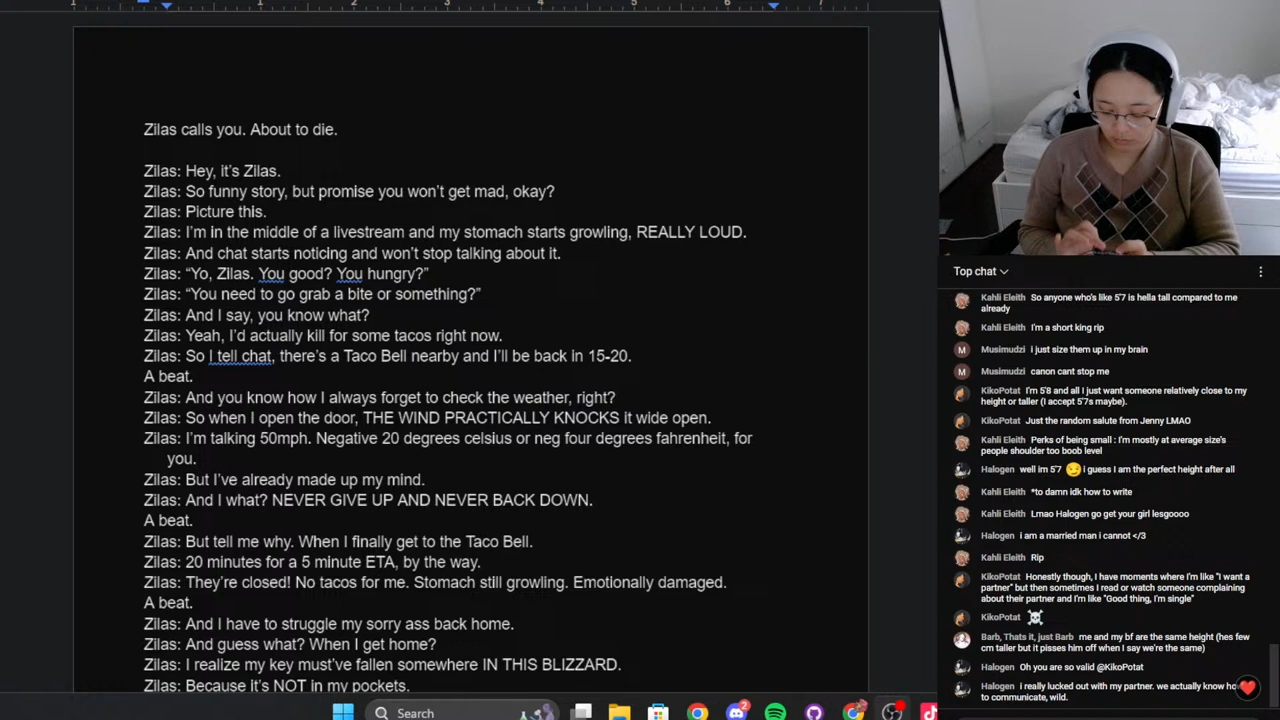 1 1 2 3 4 5 6 7
Zilas calls you. About to die.
Zilas: Hey, it's Zilas.
Zilas: So funny story, but promise you won't get mad, okay?
Zilas: Picture this.
Zilas: I'm in the middle of a livestream and my stomach starts growling, REALLY LOUD.
Zilas: And chat starts noticing and won't stop talking about it.
Zilas: “Yo, Zilas. You good? You hungry?”
Zilas: “You need to go grab a bite or something?”
Zilas: And I say, you know what?
Zilas: Yeah, I'd actually kill for some tacos right now.
Zilas: So I tell chat, there's a Taco Bell nearby and I'll be back in 15-20.
A beat.
Zilas: And you know how I always forget to check the weather, right?
Zilas: So when I open the door, THE WIND PRACTICALLY KNOCKS it wide open.
Zilas: I'm talking 50mph. Negative 20 degrees celsius or neg four degrees fahrenheit, for
you.
Zilas: But I've already made up my mind.
Zilas: And I what? NEVER GIVE UP AND NEVER BACK DOWN.
A beat.
Zilas: But tell me why. When I finally get to the Taco Bell.
Zilas: 20 minutes for a 5 minute ETA, by the way.
Zilas: They're closed! No tacos for me. Stomach still growling. Emotionally damaged.
A beat.
Zilas: And I have to struggle my sorry ass back home.
Zilas: And guess what? When I get home?
Zilas: I realize my key must've fallen somewhere IN THIS BLIZZARD.
Zilas: Because it's NOT in my pockets.
Search
2
Top chat
Kahli Eleith So anyone who's like 5'7 is hella tall compared to me
already
Kahli Eleith I'm a short king rip
M Musimudzi i just size them up in my brain
M Musimudzi canon cant stop me
KikoPotat I'm 5'8 and all I just want someone relatively close to my
height or taller (I accept 5'7s maybe).
KikoPotat Just the random salute from Jenny LMAO
Kahli Eleith Perks of being small : I'm mostly at average size's
people shoulder too boob level
Halogen well im 5'7 😏 i guess I am the perfect height after all
Kahli Eleith *to damn idk how to write
Kahli Eleith Lmao Halogen go get your girl lesgoooo
Halogen i am a married man i cannot </3
Kahli Eleith Rip
KikoPotat Honestly though, I have moments where I'm like "I want a
partner" but then sometimes I read or watch someone complaining
about their partner and I'm like "Good thing, I'm single"
KikoPotat ☠
Barb, Thats it, just Barb me and my bf are the same height (hes few
cm taller but it pisses him off when I say we're the same)
Halogen Oh you are so valid @KikoPotat
Halogen i really lucked out with my partner. we actually know
to communicate, wild.